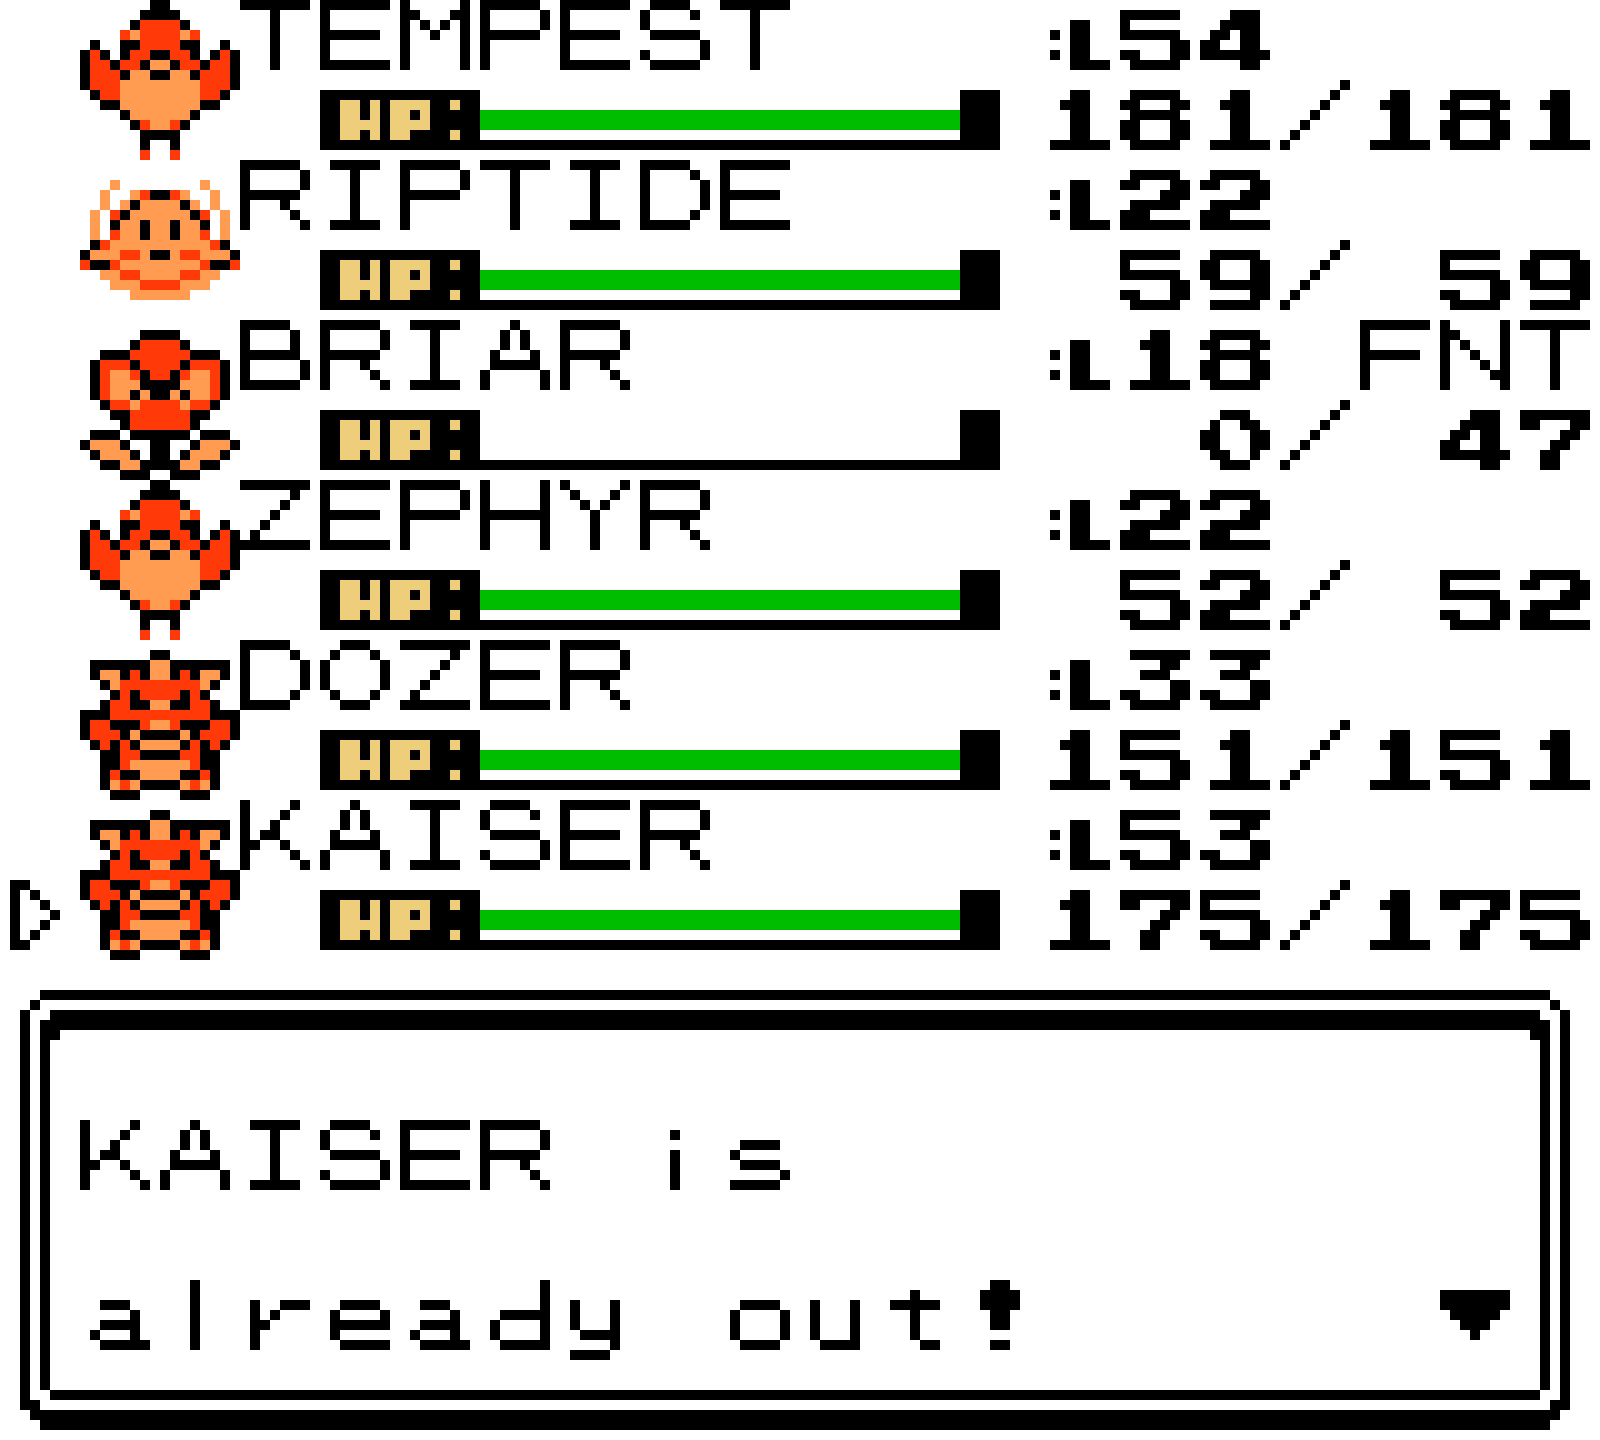 TEMPEST :L54
HP: 181/181
RIPTIDE :L22
HP: 59/ 59
BRIAR :L18 FNT
HP: 0/ 47
ZEPHYR :L22
HP: 52/ 52
DOZER :L33
HP: 151/151
KAISER :L53
HP: 175/175
KAISER is
already out!